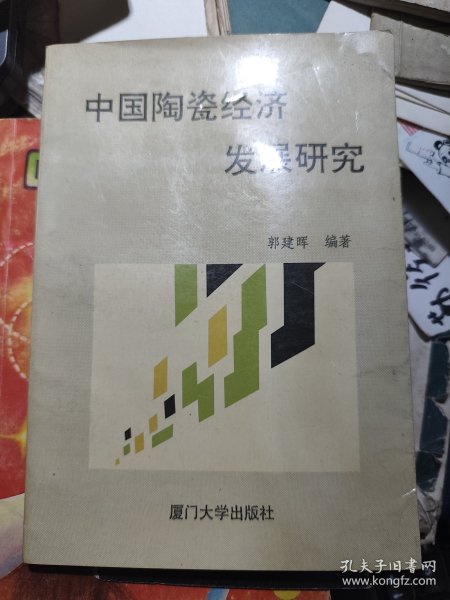 中国陶瓷经济
发展研究
郭建晖 编著
厦门大学出版社
孔夫子旧书网
www.kongfz.com